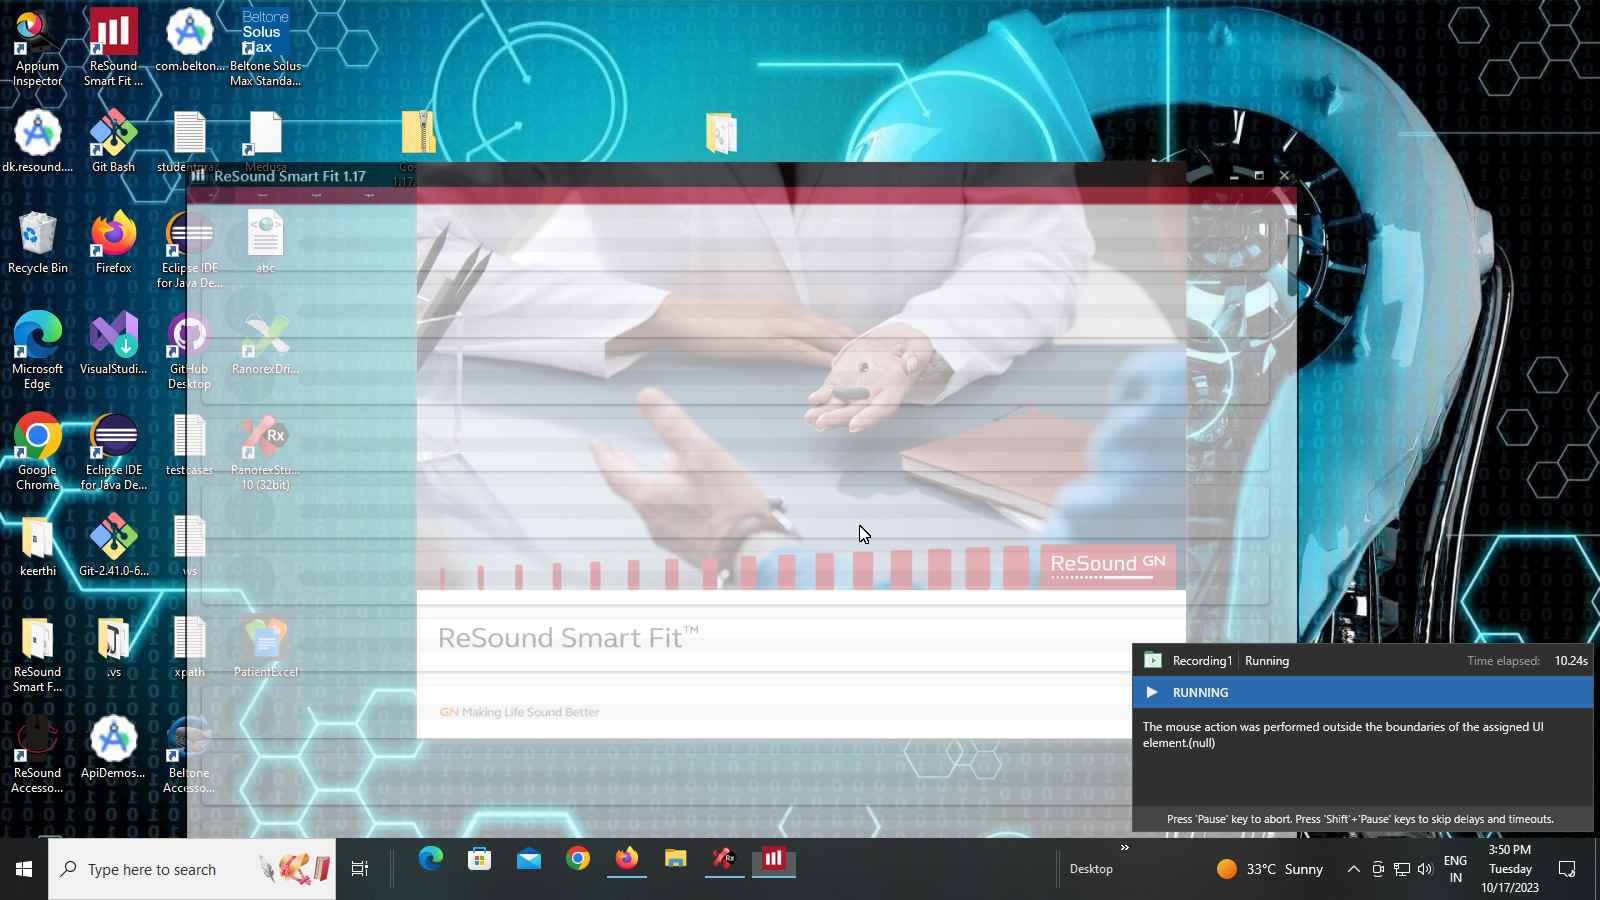 Appium
Inspector
ReSound
Smart Fit ...
com.belton...
Beltone
Solus
Max
Beltone Solus
Max Standa...
dk.resound....
Git Bash
Medusa
ReSound Smart Fit 1.17
Recycle Bin
Firefox
Eclipse IDE
for Java De...
abc
Microsoft
Edge
VisualStudi...
GitHub
Desktop
RanorexDri...
Google
Chrome
Eclipse IDE
for Java De...
testcases
Rx
RanorexStu...
10 (32bit)
keerthi
Git-2.41.0-6...
ws
ReSound
Smart F...
.vs
xpath
PatientExcel
ReSound
Accesso...
ApiDemos...
Beltone
Accesso...
ReSound GN
ReSound Smart Fit™
GN Making Life Sound Better
Recording1
Running
Time elapsed:
10.24s
RUNNING
The mouse action was performed outside the boundaries of the assigned UI
element.(null)
Press 'Pause' key to abort. Press 'Shift'+'Pause' keys to skip delays and timeouts.
Type here to search
Rx
Desktop
»
33°C Sunny
ENG
IN
3:50 PM
Tuesday
10/17/2023